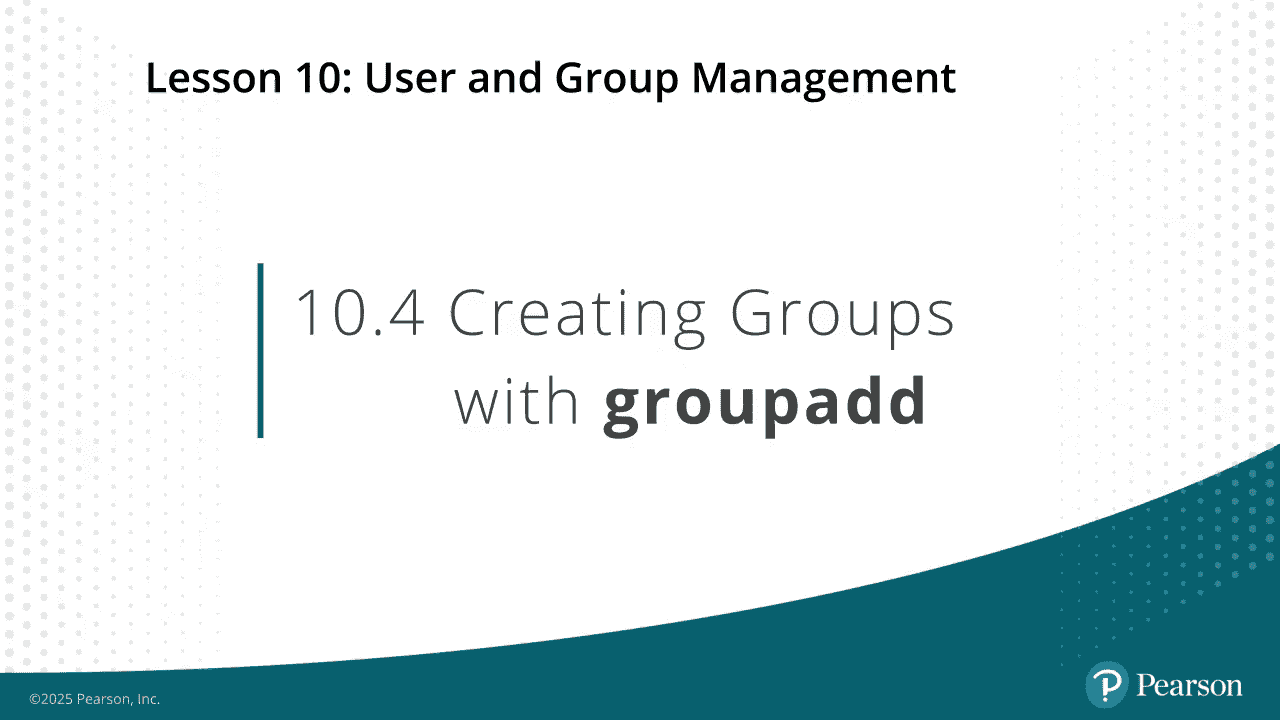 Lesson 10: User and Group Management
10.4 Creating Groups
with groupadd
©2025 Pearson, Inc.
Pearson